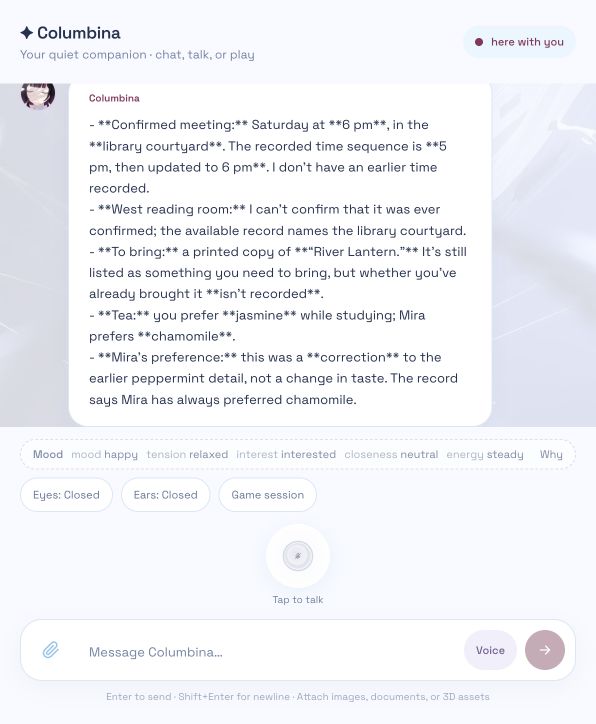 ✦ Columbina
Your quiet companion · chat, talk, or play
here with you
Columbina
- **Confirmed meeting:** Saturday at **6 pm**, in the
**library courtyard**. The recorded time sequence is **5
pm, then updated to 6 pm**. I don't have an earlier time
recorded.
- **West reading room:** I can't confirm that it was ever
confirmed; the available record names the library courtyard.
- **To bring:** a printed copy of **"River Lantern."** It's still
listed as something you need to bring, but whether you've
already brought it **isn't recorded**.
- **Tea:** you prefer **jasmine** while studying; Mira
prefers **chamomile**.
- **Mira's preference:** this was a **correction** to the
earlier peppermint detail, not a change in taste. The record
says Mira has always preferred chamomile.
Mood mood happy tension relaxed interest interested closeness neutral energy steady Why
Eyes: Closed Ears: Closed Game session
Tap to talk
Message Columbina... Voice
Enter to send · Shift+Enter for newline · Attach images, documents, or 3D assets